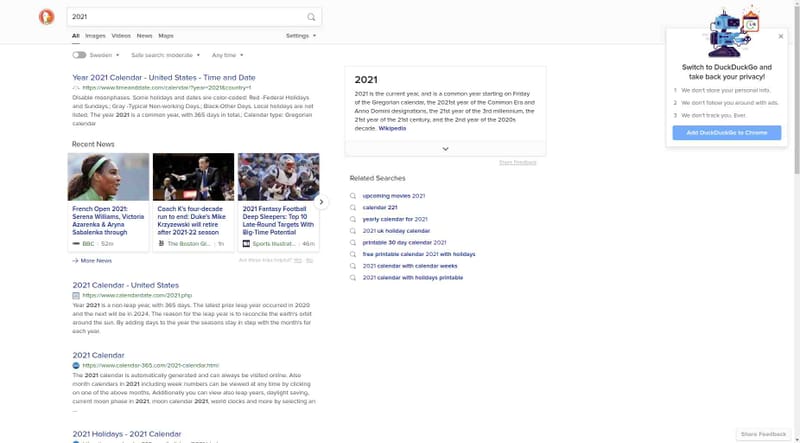 2021
All Images Videos News Maps Settings
Sweden Safe search: moderate Any time
Year 2021 Calendar - United States - Time and Date
https://www.timeanddate.com/calendar/?year=2021&country=1
Disable moonphases. Some holidays and dates are color-coded: Red -Federal Holidays
and Sundays.; Gray -Typical Non-working Days.; Black-Other Days. Local holidays are not
listed. The year 2021 is a common year, with 365 days in total.; Calendar type: Gregorian
calendar
Recent News
French Open 2021:
Serena Williams, Victoria
Azarenka & Aryna
Sabalenka through
BBC 52m
Coach K's four-decade
run to end: Duke's Mike
Krzyzewski will retire
after 2021-22 season
The Boston Gl... 1h
2021 Fantasy Football
Deep Sleepers: Top 10
Late-Round Targets With
Big-Time Potential
Sports Illustrat... 46m
More News
Are these links helpful? Yes No
2021 Calendar - United States
https://www.calendardate.com/2021.php
Year 2021 is a non-leap year, with 365 days. The latest prior leap year occurred in 2020
and the next will be in 2024. The reason for the leap year is to reconcile the earth's orbit
around the sun. By adding days to the year the seasons stay in step with the month's for
each year.
2021 Calendar
https://www.calendar-365.com/2021-calendar.html
The 2021 calendar is automatically generated and can always be visited online. Also
month calendars in 2021 including week numbers can be viewed at any time by clicking
on one of the above months. Additionally you can view also leap years, daylight saving,
current moon phase in 2021, moon calendar 2021, world clocks and more by selecting an
...
2021 Holidays - 2021 Calendar
2021
2021 is the current year, and is a common year starting on Friday
of the Gregorian calendar, the 2021st year of the Common Era and
Anno Domini designations, the 21st year of the 3rd millennium, the
21st year of the 21st century, and the 2nd year of the 2020s
decade. Wikipedia
Share Feedback
Related Searches
upcoming movies 2021
calendar 221
yearly calendar for 2021
2021 uk holiday calendar
printable 30 day calendar 2021
free printable calendar 2021 with holidays
2021 calendar with calendar weeks
2021 calendar with holidays printable
Switch to DuckDuckGo and
take back your privacy!
1 We don't store your personal info.
2 We don't follow you around with ads.
3 We don't track you. Ever.
Add DuckDuckGo to Chrome
Share Feedback